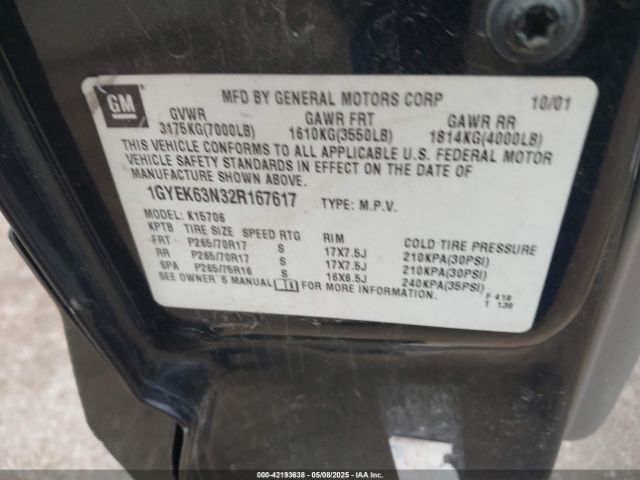 GM
MFD BY GENERAL MOTORS CORP 10/01
GVWR GAWR FRT GAWR RR
3175KG(7000LB) 1610KG(3550LB) 1814KG(4000LB)
THIS VEHICLE CONFORMS TO ALL APPLICABLE U.S. FEDERAL MOTOR
VEHICLE SAFETY STANDARDS IN EFFECT ON THE DATE OF
MANUFACTURE SHOWN ABOVE.
1GYEK63N32R167617 TYPE: M.P.V.
MODEL: K15706
KPTB TIRE SIZE SPEED RTG RIM COLD TIRE PRESSURE
FRT P265/70R17 S 17X7.5J 210KPA(30PSI)
RR P265/70R17 S 17X7.5J 210KPA(30PSI)
SPA P265/75R16 S 16X6.5J 240KPA(35PSI)
SEE OWNER'S MANUAL FOR MORE INFORMATION.
F 418
T 139
000-42193638 - 05/08/2025 - IAA Inc.